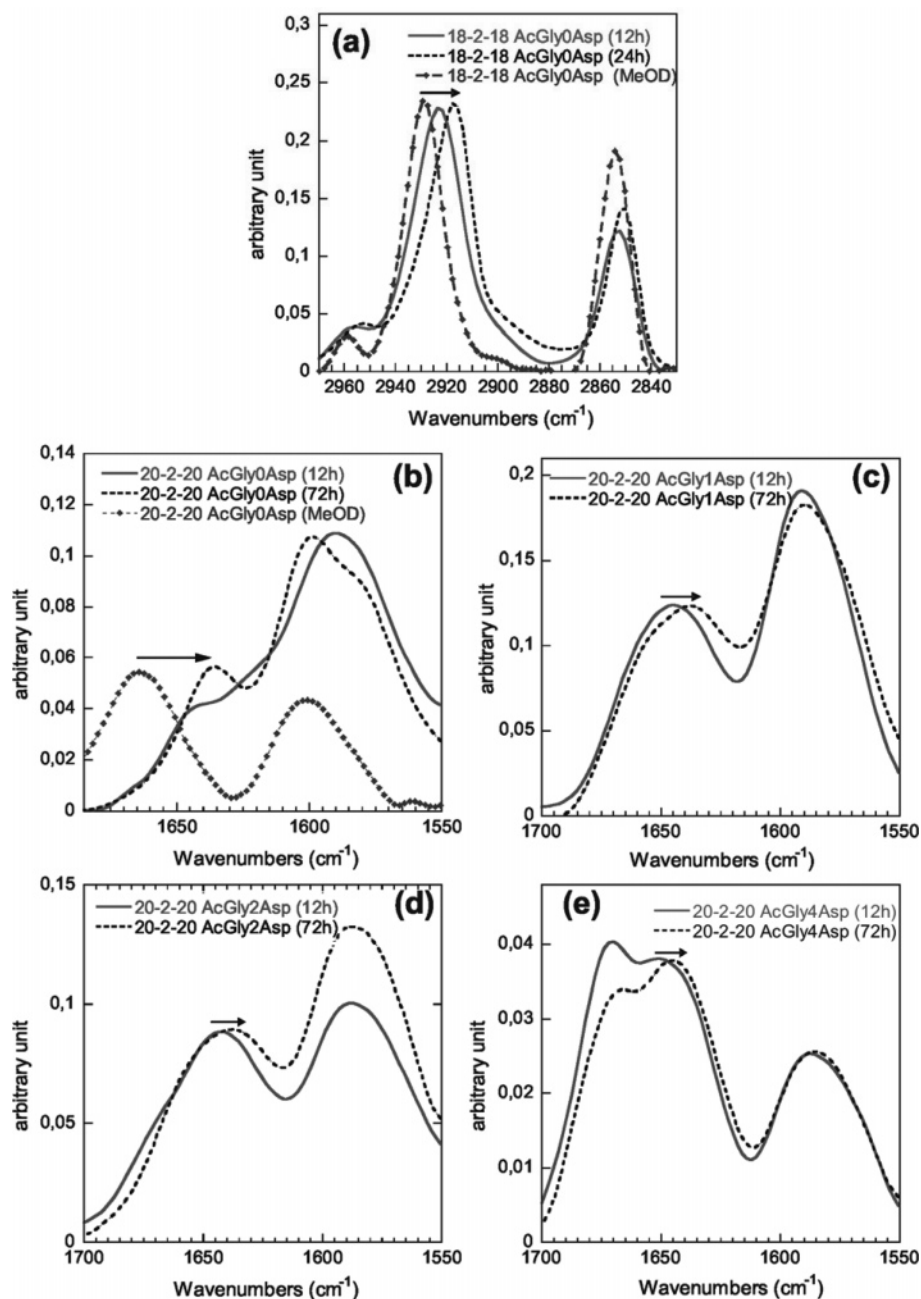 (a)
18-2-18 AcGly0Asp (12h)
18-2-18 AcGly0Asp (24h)
18-2-18 AcGly0Asp (MeOD)
0,3
0,25
0,2
0,15
0,1
0,05
0
arbitrary unit
2960 2940 2920 2900 2880 2860 2840
Wavenumbers (cm-1)
(b)
20-2-20 AcGly0Asp (12h)
20-2-20 AcGly0Asp (72h)
20-2-20 AcGly0Asp (MeOD)
0,14
0,12
0,1
0,08
0,06
0,04
0,02
0
arbitrary unit
1650 1600 1550
Wavenumbers (cm-1)
(c)
20-2-20 AcGly1Asp (12h)
20-2-20 AcGly1Asp (72h)
0,2
0,15
0,1
0,05
0
arbitrary unit
1700 1650 1600 1550
Wavenumbers (cm-1)
(d)
20-2-20 AcGly2Asp (12h)
20-2-20 AcGly2Asp (72h)
0,15
0,1
0,05
0
arbitrary unit
1700 1650 1600 1550
Wavenumbers (cm-1)
(e)
20-2-20 AcGly4Asp (12h)
20-2-20 AcGly4Asp (72h)
0,04
0,03
0,02
0,01
0
arbitrary unit
1700 1650 1600 1550
Wavenumbers (cm-1)